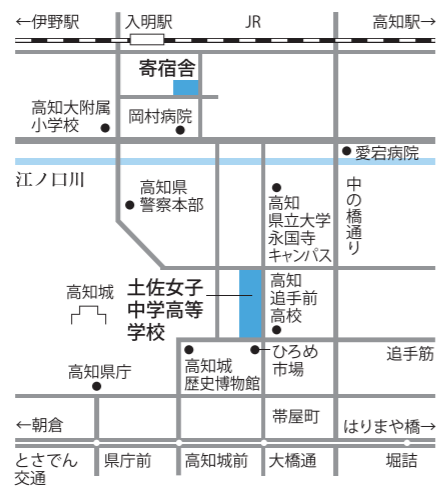 ←伊野駅
入明駅
JR
高知駅→
寄宿舎
高知大附属
小学校
岡村病院
愛宕病院
江ノ口川
高知県
警察本部
高知
県立大学
永国寺
キャンパス
中の橋通り
高知城
土佐女子
中学高等
学校
高知
追手前
高校
高知県庁
高知城
歴史博物館
ひろめ
市場
追手筋
帯屋町
←朝倉
はりまや橋→
とさでん
交通
県庁前
高知城前
大橋通
堀詰